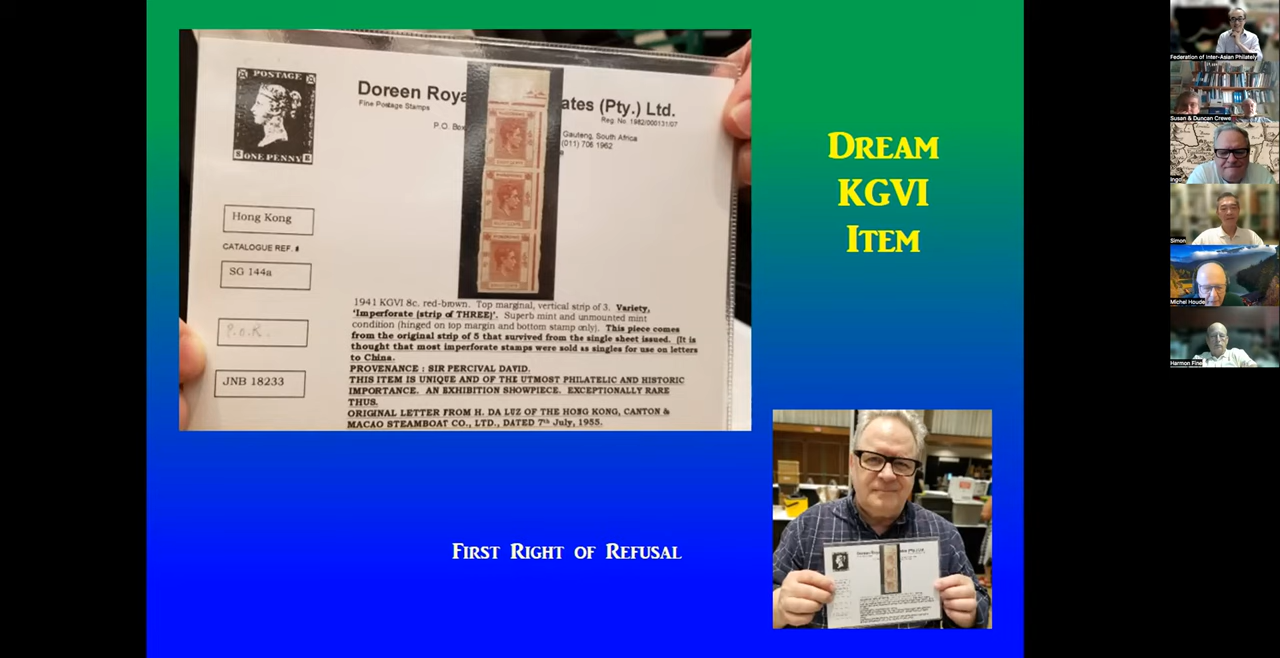 POSTAGE
ONE PENNY
Doreen Roya ates (Pty.) Ltd.
Fine Postage Stamps
Reg. No. 1982/000131/07
P.O. Box Gauteng, South Africa
(011) 706 1962
Hong Kong
CATALOGUE REF. #
SG 144a
P.O.R.
JNB 18233
1941 KGVI 8c. red-brown. Top marginal, vertical strip of 3. Variety,
'Imperforate (strip of THREE)'. Superb mint and unmounted mint
condition (hinged on top margin and bottom stamp only). This piece comes
from the original strip of 5 that survived from the single sheet issued. (It is
thought that most imperforate stamps were sold as singles for use on letters
to China.
PROVENANCE : SIR PERCIVAL DAVID.
THIS ITEM IS UNIQUE AND OF THE UTMOST PHILATELIC AND HISTORIC
IMPORTANCE. AN EXHIBITION SHOWPIECE. EXCEPTIONALLY RARE
THUS.
ORIGINAL LETTER FROM H. DA LUZ OF THE HONG KONG, CANTON &
MACAO STEAMBOAT CO., LTD., DATED 7th July, 1955.
DREAM
KGVI
ITEM
FIRST RIGHT OF REFUSAL
Federation of Inter-Asian Philately
Susan & Duncan Crewe
Ingo
Simon
Michel Houde
Harmon Fine